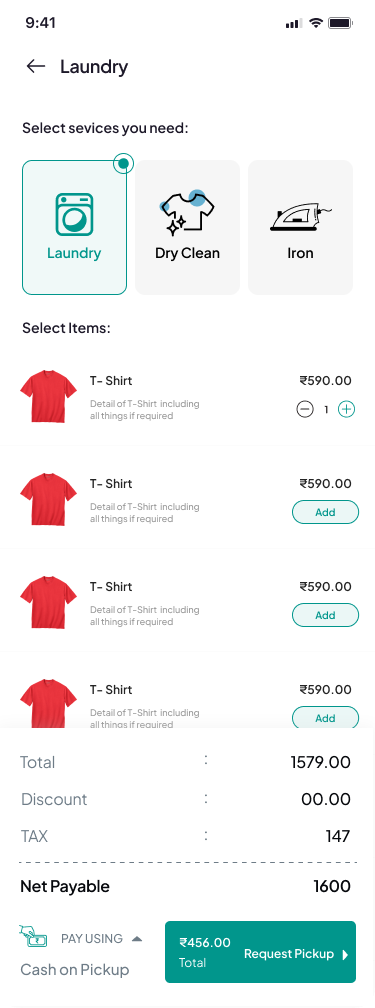 9:41
Laundry
Select sevices you need:
Laundry
Dry Clean
Iron
Select Items:
T- Shirt
₹590.00
Detail of T-Shirt including
all things if required
1
T- Shirt
₹590.00
Detail of T-Shirt including
all things if required
Add
T- Shirt
₹590.00
Detail of T-Shirt including
all things if required
Add
T- Shirt
₹590.00
Detail of T-Shirt including
all things if required
Add
Total : 1579.00
Discount : 00.00
TAX : 147
Net Payable 1600
PAY USING
Cash on Pickup
₹456.00
Total
Request Pickup